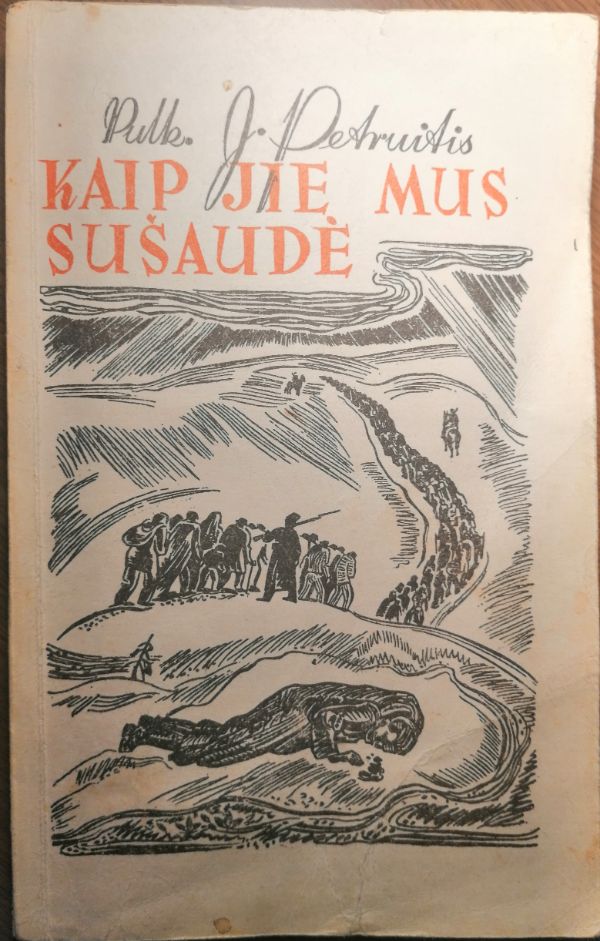 Pulk. J. Petruitis
KAIP JIE MUS
SUŠAUDĖ